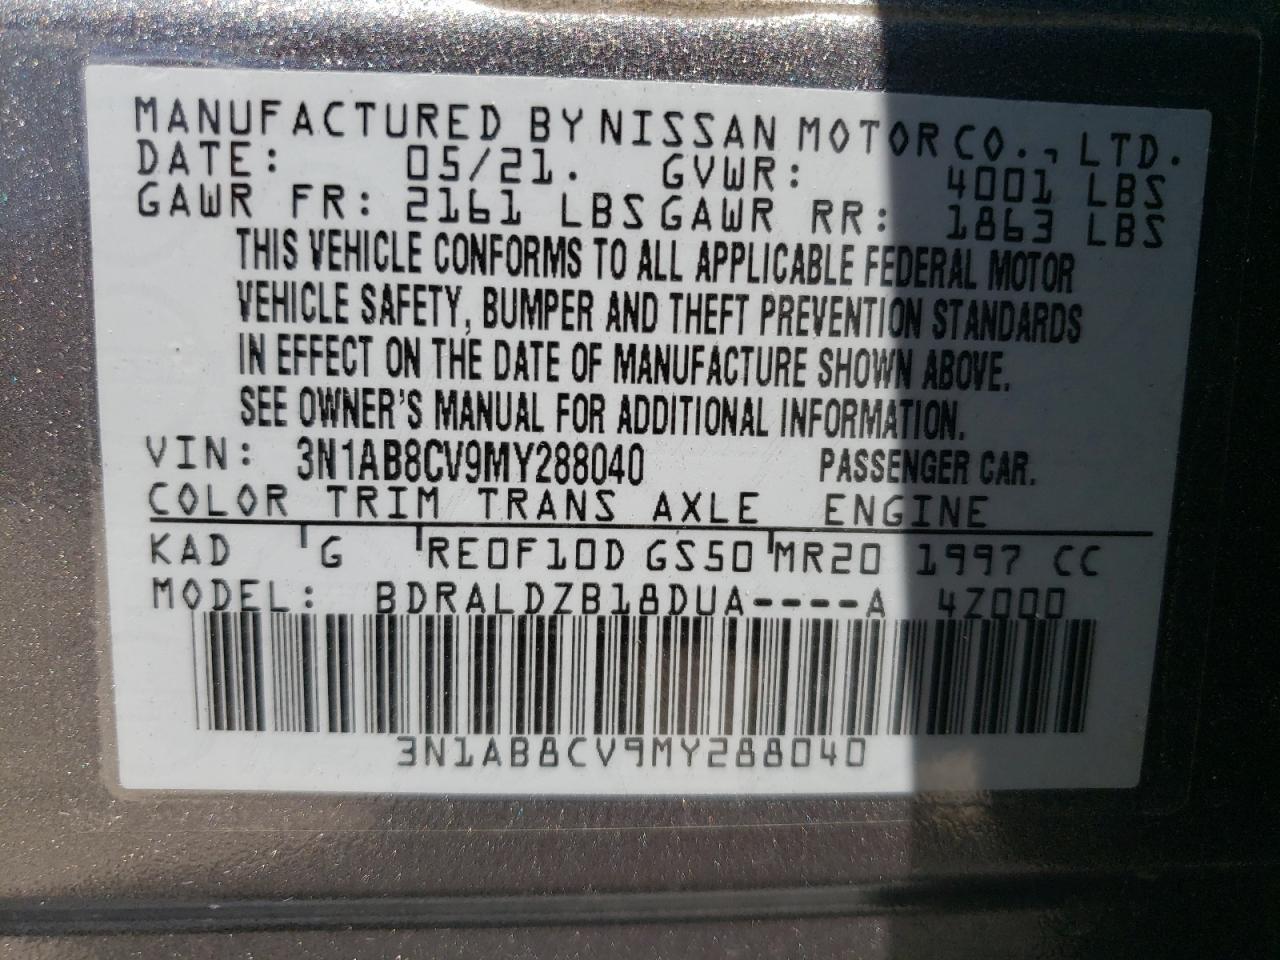 MANUFACTURED BY NISSAN MOTOR CO., LTD.
DATE: 05/21. GVWR: 4001 LBS
GAWR FR: 2161 LBS GAWR RR: 1863 LBS
THIS VEHICLE CONFORMS TO ALL APPLICABLE FEDERAL MOTOR
VEHICLE SAFETY, BUMPER AND THEFT PREVENTION STANDARDS
IN EFFECT ON THE DATE OF MANUFACTURE SHOWN ABOVE.
SEE OWNER'S MANUAL FOR ADDITIONAL INFORMATION.
VIN: 3N1AB8CV9MY288040 PASSENGER CAR.
COLOR TRIM TRANS AXLE ENGINE
KAD G RE0F10D GS50 MR20 1997 CC
MODEL: BDRALDZB18DUA----A 4Z000
3N1AB8CV9MY288040